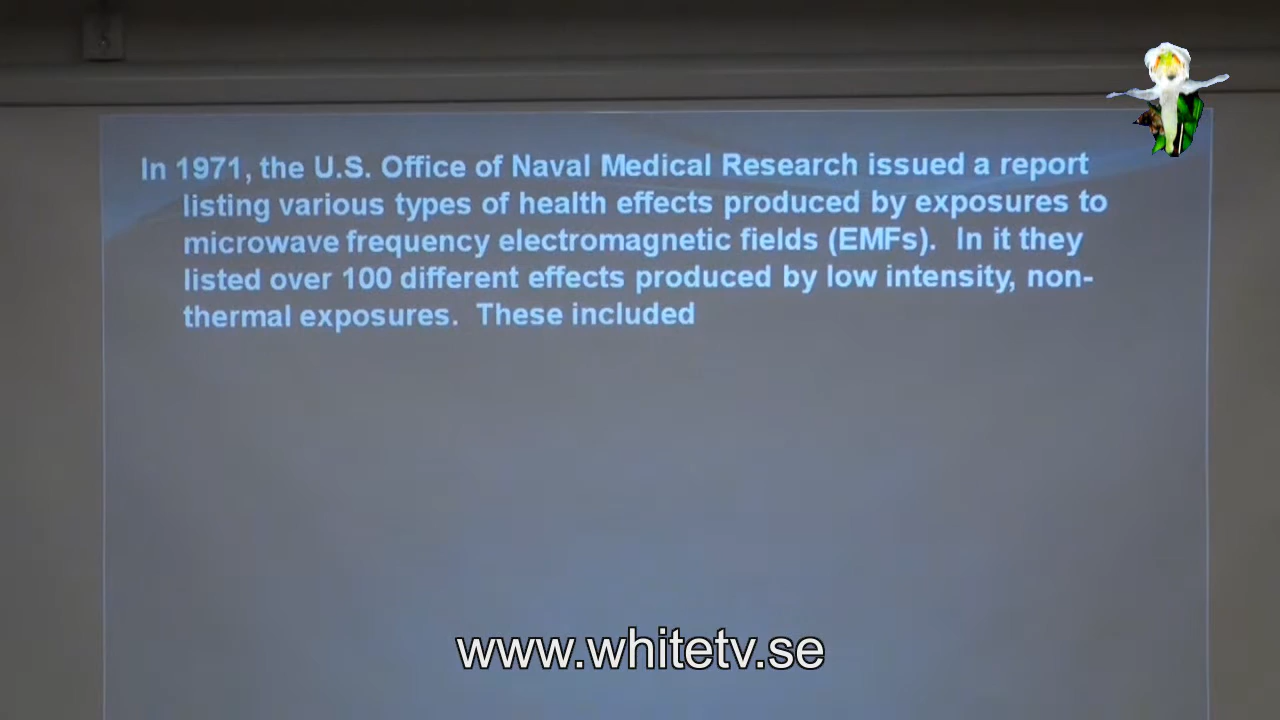 In 1971, the U.S. Office of Naval Medical Research issued a report
listing various types of health effects produced by exposures to
microwave frequency electromagnetic fields (EMFs). In it they
listed over 100 different effects produced by low intensity, non-
thermal exposures. These included
www.whitetv.se